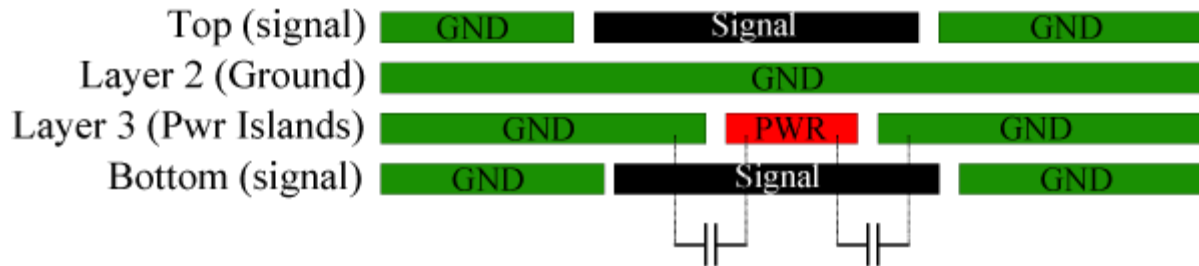 Top (signal) GND Signal GND
Layer 2 (Ground) GND
Layer 3 (Pwr Islands) GND PWR GND
Bottom (signal) GND Signal GND